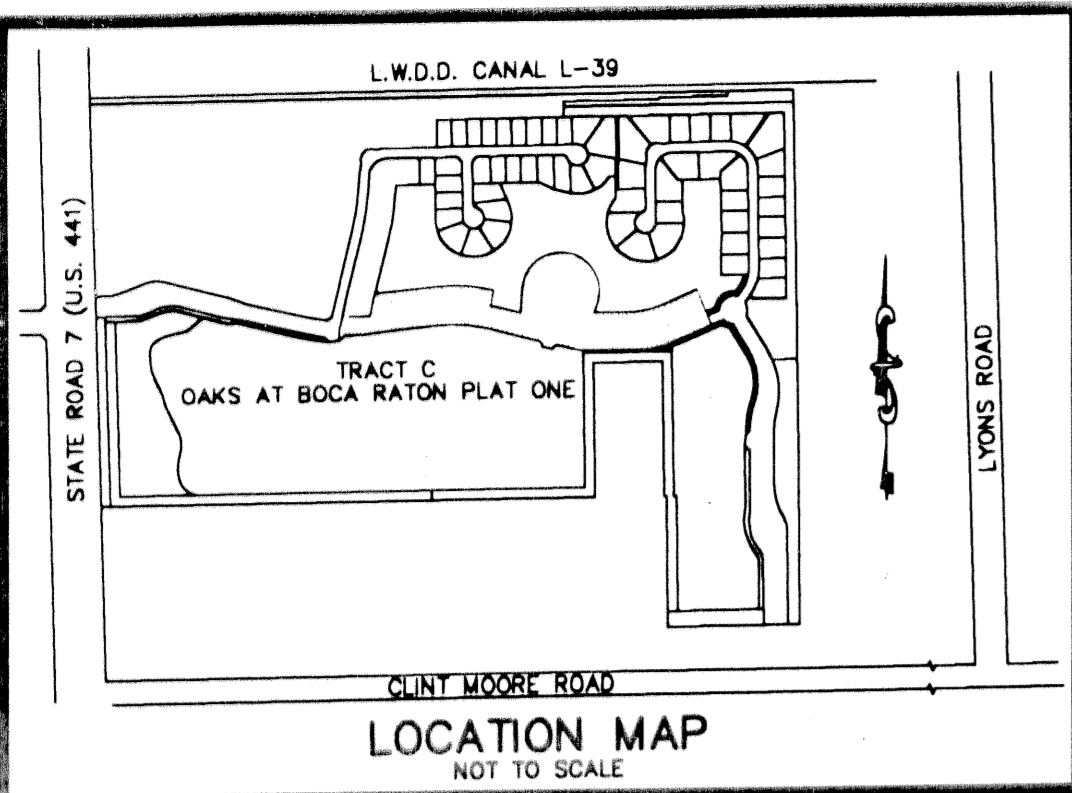 L.W.D.D. CANAL L-39
STATE ROAD 7 (U.S. 441)
TRACT C
OAKS AT BOCA RATON PLAT ONE
LYONS ROAD
CLINT MOORE ROAD
LOCATION MAP
NOT TO SCALE